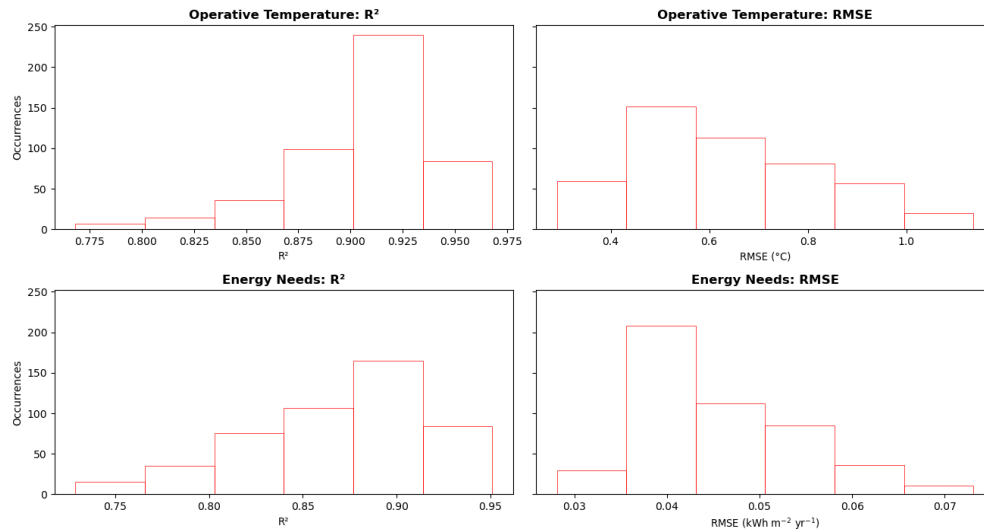 Operative Temperature: R²
Operative Temperature: RMSE
250
200
150
100
50
0
Occurrences
0.775 0.800 0.825 0.850 0.875 0.900 0.925 0.950 0.975
R²
0.4 0.6 0.8 1.0
RMSE (°C)
Energy Needs: R²
Energy Needs: RMSE
250
200
150
100
50
0
Occurrences
0.75 0.80 0.85 0.90 0.95
R²
0.03 0.04 0.05 0.06 0.07
RMSE (kWh m⁻² yr⁻¹)